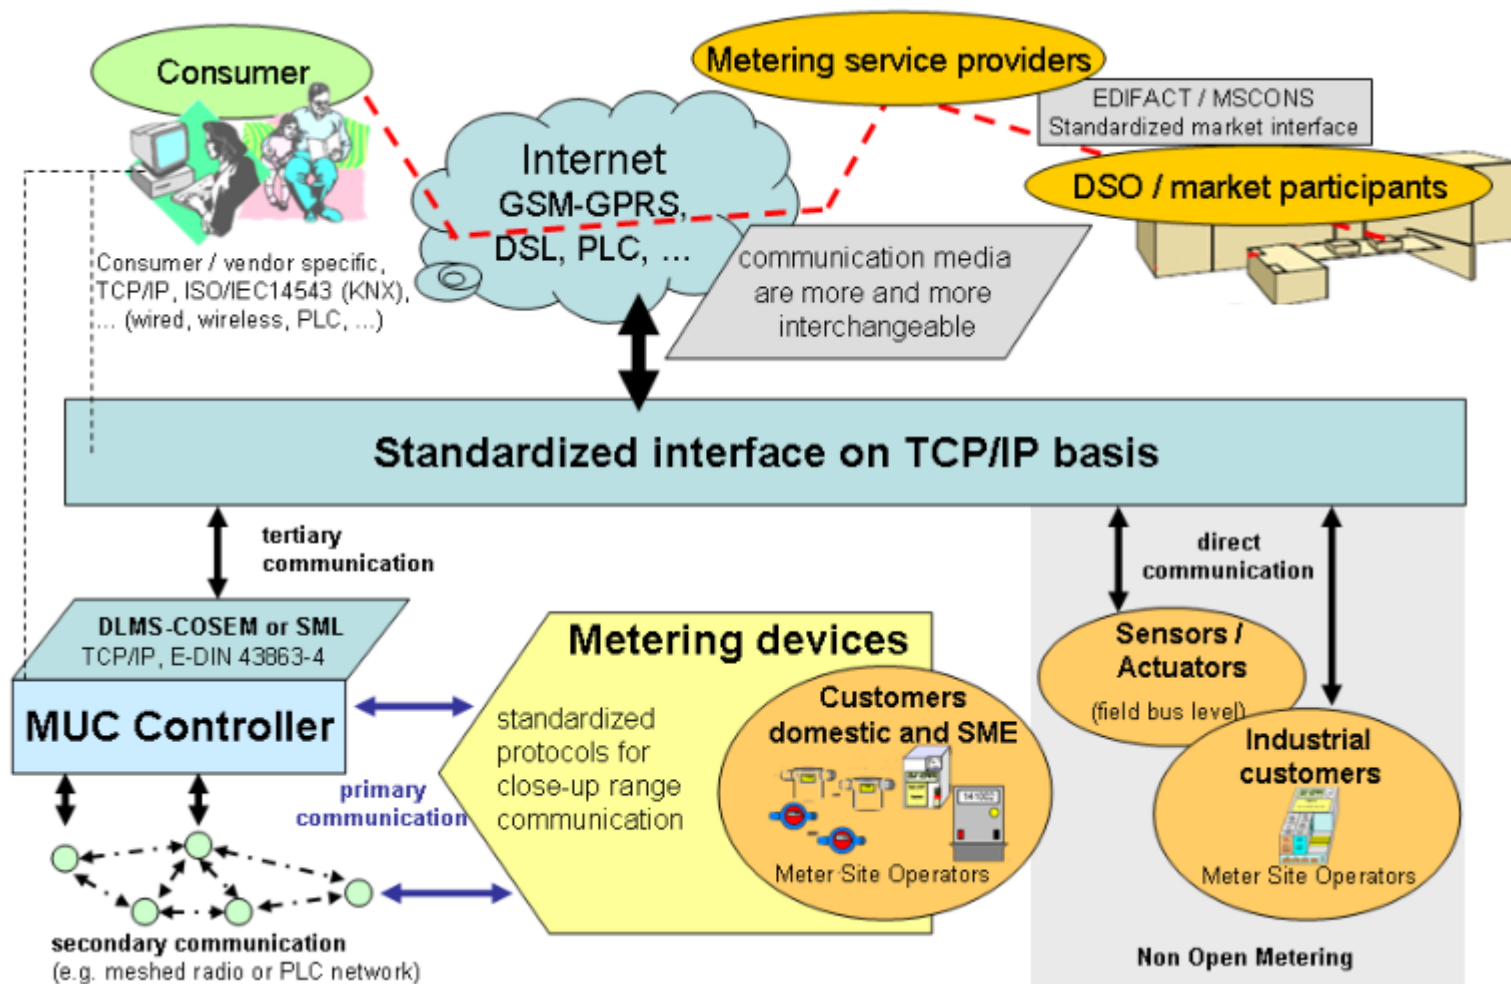 Consumer
Metering service providers
EDIFACT / MSCONS
Standardized market interface
DSO / market participants
Internet
GSM-GPRS,
DSL, PLC, ...
communication media
are more and more
interchangeable
Consumer / vendor specific,
TCP/IP, ISO/IEC14543 (KNX),
... (wired, wireless, PLC, ...)
Standardized interface on TCP/IP basis
tertiary
communication
direct
communication
DLMS-COSEM or SML
TCP/IP, E-DIN 43863-4
MUC Controller
Metering devices
standardized
protocols for
close-up range
communication
Customers
domestic and SME
Meter Site Operators
Sensors /
Actuators
(field bus level)
Industrial
customers
Meter Site Operators
primary
communication
secondary communication
(e.g. meshed radio or PLC network)
Non Open Metering